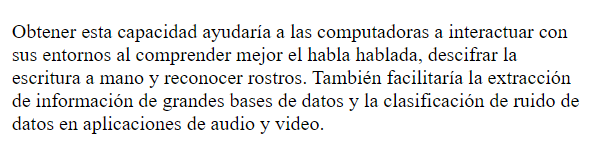 Obtener esta capacidad ayudaría a las computadoras a interactuar con
sus entornos al comprender mejor el habla hablada, descifrar la
escritura a mano y reconocer rostros. También facilitaría la extracción
de información de grandes bases de datos y la clasificación de ruido de
datos en aplicaciones de audio y video.